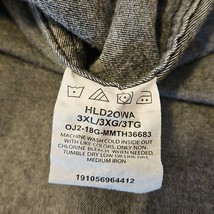 HLD2OWA
3XL/3XG/3TG
OJ2-18G-MMTH36683
MACHINE WASH COLD INSIDE OUT
WITH LIKE COLORS, ONLY NON-
CHLORINE BLEACH WHEN NEEDED
TUMBLE DRY LOW OR LINE DRY
MEDIUM IRON
191056964412